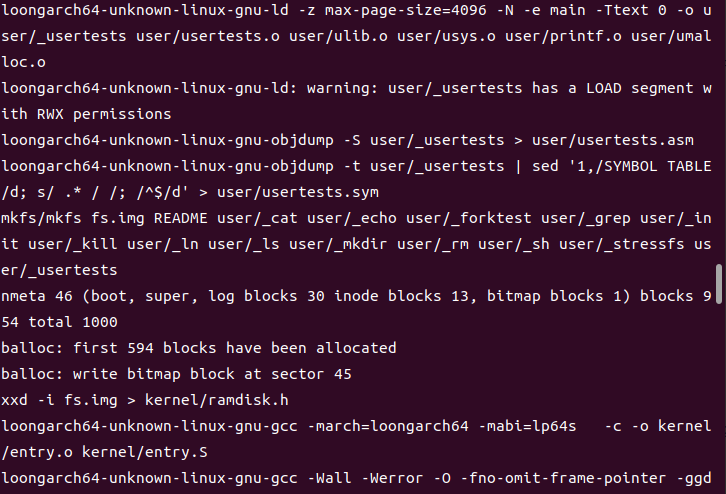 loongarch64-unknown-linux-gnu-ld -z max-page-size=4096 -N -e main -Ttext 0 -o u
ser/_usertests user/usertests.o user/ulib.o user/usys.o user/printf.o user/umal
loc.o
loongarch64-unknown-linux-gnu-ld: warning: user/_usertests has a LOAD segment w
ith RWX permissions
loongarch64-unknown-linux-gnu-objdump -S user/_usertests > user/usertests.asm
loongarch64-unknown-linux-gnu-objdump -t user/_usertests | sed '1,/SYMBOL TABLE
/d; s/ .* / /; /^$/d' > user/usertests.sym
mkfs/mkfs fs.img README user/_cat user/_echo user/_forktest user/_grep user/_in
it user/_kill user/_ln user/_ls user/_mkdir user/_rm user/_sh user/_stressfs us
er/_usertests
nmeta 46 (boot, super, log blocks 30 inode blocks 13, bitmap blocks 1) blocks 9
54 total 1000
balloc: first 594 blocks have been allocated
balloc: write bitmap block at sector 45
xxd -i fs.img > kernel/ramdisk.h
loongarch64-unknown-linux-gnu-gcc -march=loongarch64 -mabi=lp64s   -c -o kernel
/entry.o kernel/entry.S
loongarch64-unknown-linux-gnu-gcc -Wall -Werror -O -fno-omit-frame-pointer -ggd